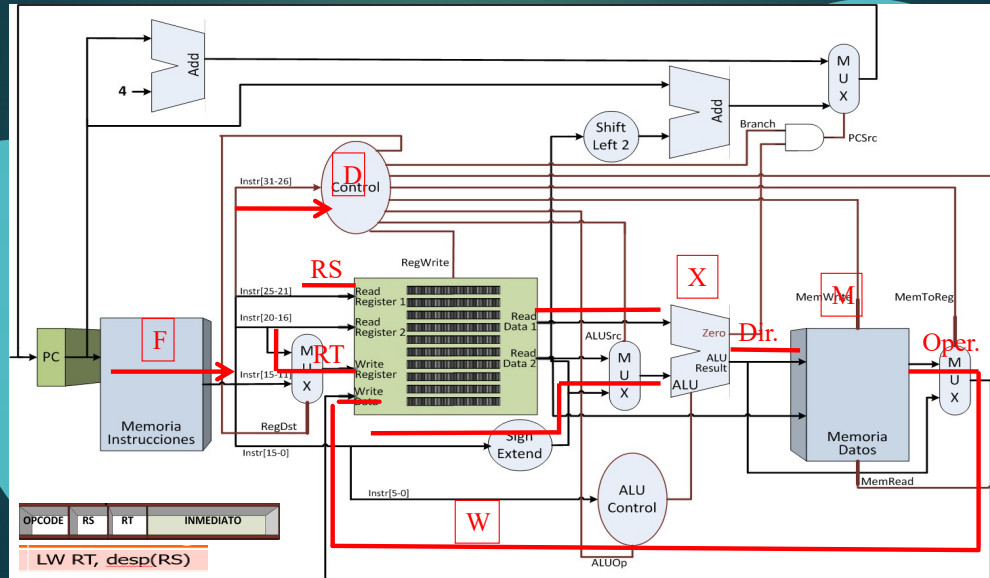 Add
4
M
U
X
Add
Shift
Left 2
Branch
PCSrc
Instr[31-26]
Control
D
RegWrite
RS
X
M
MemWrite
MemToReg
Instr[25-21]
Read
Register 1
Instr[20-16]
Read
Register 2
Read
Data 1
Read
Data 2
ALUSrc
Zero
Dir.
Oper.
PC
F
RT
M
U
X
Write
Register
Write
Data
Instr[15-11]
M
U
X
ALU
Result
ALU
M
U
X
RegDst
Memoria
Instrucciones
Instr[15-0]
Sign
Extend
Memoria
Datos
MemRead
Instr[5-0]
ALU
Control
W
ALUOp
OPCODE RS RT INMEDIATO
LW RT, desp(RS)